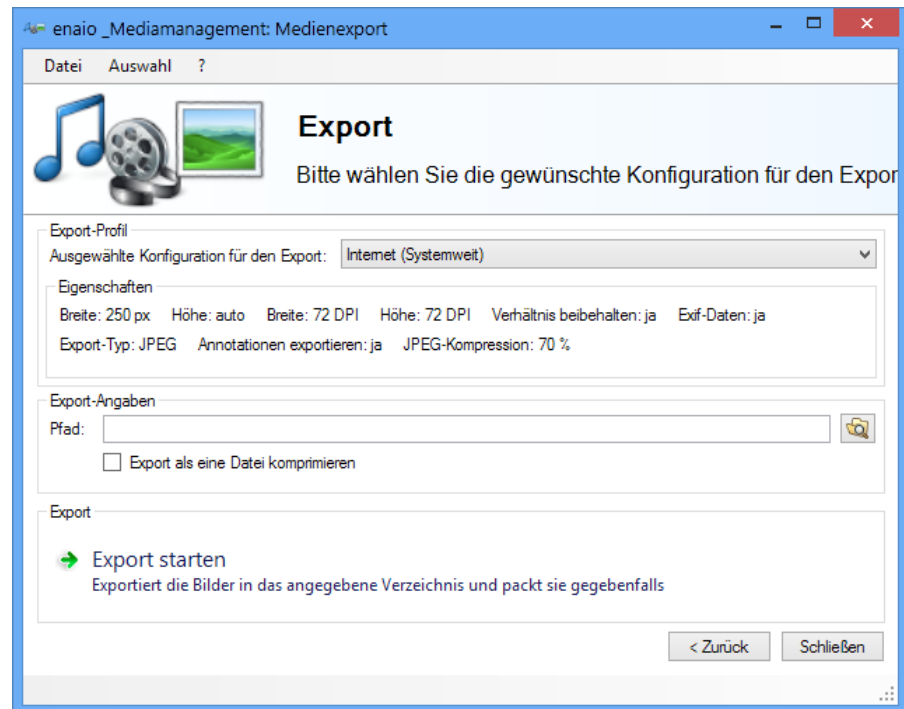 enaio _Mediamanagement: Medienexport
Datei Auswahl ?
Export
Bitte wählen Sie die gewünschte Konfiguration für den Expor
Export-Profil
Ausgewählte Konfiguration für den Export: Internet (Systemweit)
Eigenschaften
Breite: 250 px Höhe: auto Breite: 72 DPI Höhe: 72 DPI Verhältnis beibehalten: ja Exif-Daten: ja
Export-Typ: JPEG Annotationen exportieren: ja JPEG-Kompression: 70 %
Export-Angaben
Pfad:
Export als eine Datei komprimieren
Export
Export starten
Exportiert die Bilder in das angegebene Verzeichnis und packt sie gegebenfalls
< Zurück Schließen